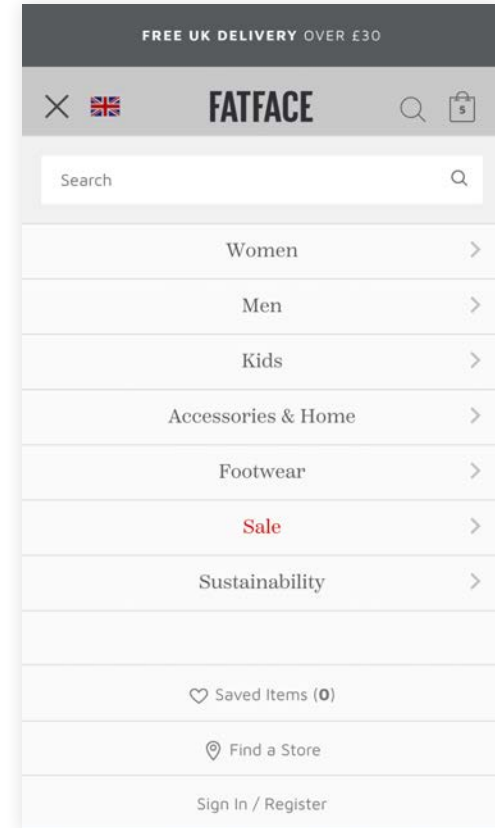 FREE UK DELIVERY OVER £30
FATFACE
5
Search
Women
Men
Kids
Accessories & Home
Footwear
Sale
Sustainability
Saved Items (0)
Find a Store
Sign In / Register